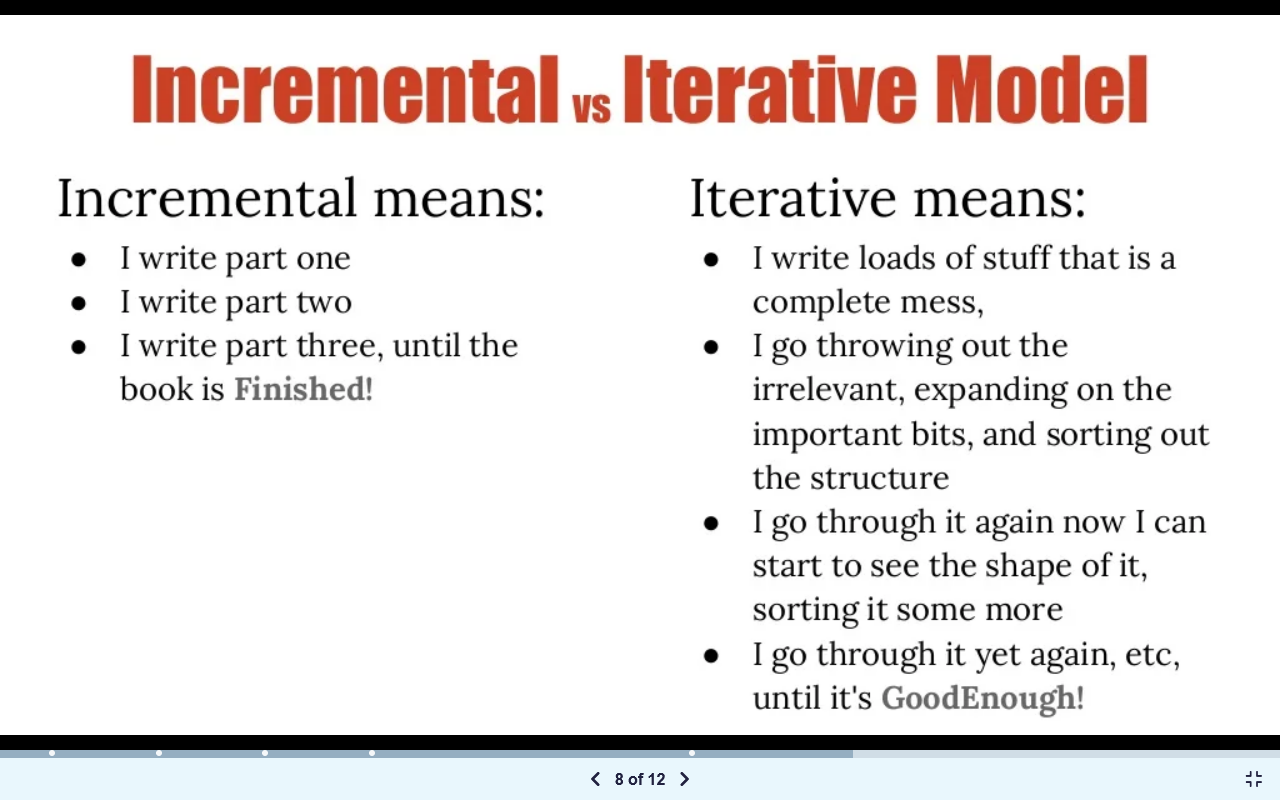 Incremental vs Iterative Model
Incremental means:
● I write part one
● I write part two
● I write part three, until the
book is Finished!
Iterative means:
● I write loads of stuff that is a
complete mess,
● I go throwing out the
irrelevant, expanding on the
important bits, and sorting out
the structure
● I go through it again now I can
start to see the shape of it,
sorting it some more
● I go through it yet again, etc,
until it's GoodEnough!
8 of 12